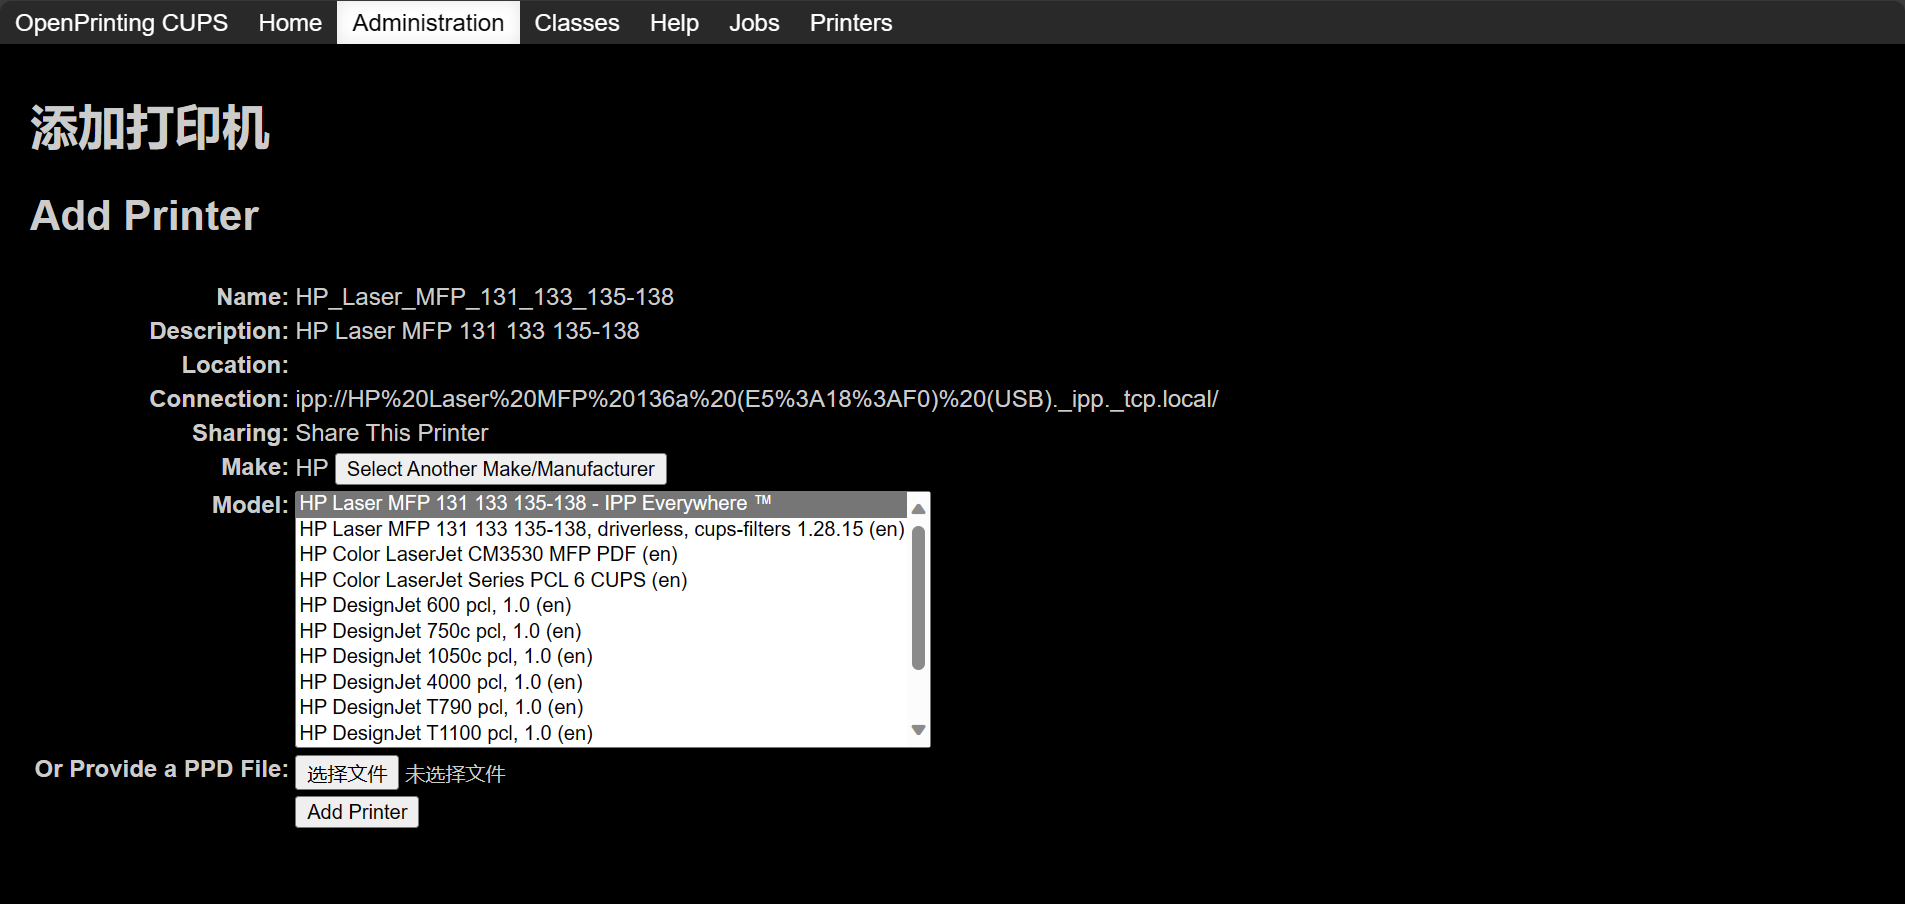 OpenPrinting CUPS Home Administration Classes Help Jobs Printers
添加打印机
Add Printer
Name: HP_Laser_MFP_131_133_135-138
Description: HP Laser MFP 131 133 135-138
Location:
Connection: ipp://HP%20Laser%20MFP%20136a%20(E5%3A18%3AF0)%20(USB)._ipp._tcp.local/
Sharing: Share This Printer
Make: HP Select Another Make/Manufacturer
Model: HP Laser MFP 131 133 135-138 - IPP Everywhere ™
HP Laser MFP 131 133 135-138, driverless, cups-filters 1.28.15 (en)
HP Color LaserJet CM3530 MFP PDF (en)
HP Color LaserJet Series PCL 6 CUPS (en)
HP DesignJet 600 pcl, 1.0 (en)
HP DesignJet 750c pcl, 1.0 (en)
HP DesignJet 1050c pcl, 1.0 (en)
HP DesignJet 4000 pcl, 1.0 (en)
HP DesignJet T790 pcl, 1.0 (en)
HP DesignJet T1100 pcl, 1.0 (en)
Or Provide a PPD File: 选择文件 未选择文件
Add Printer